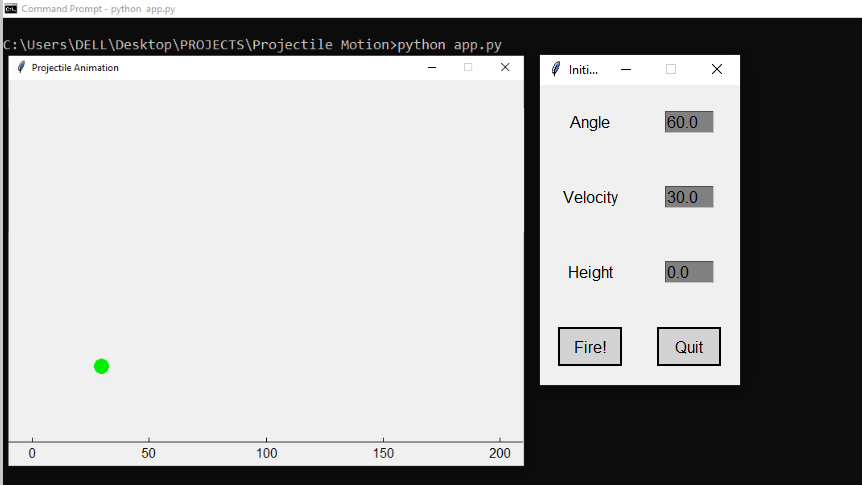 Command Prompt - python app.py
C:\Users\DELL\Desktop\PROJECTS\Projectile Motion>python app.py
Projectile Animation
Initi...
Angle 60.0
Velocity 30.0
Height 0.0
Fire! Quit
0 50 100 150 200